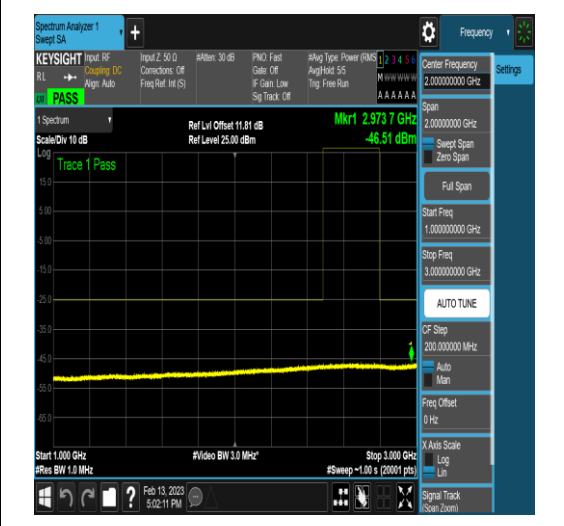 Spectrum Analyzer 1
Swept SA
+
Frequency
KEYSIGHT
RL
PASS
Input: RF
Coupling: DC
Align: Auto
Input Z: 50 Ω
Corrections: Off
Freq Ref: Int (S)
#Atten: 30 dB
PNO: Fast
Gate: Off
IF Gain: Low
Sig Track: Off
#Avg Type: Power (RMS
Avg|Hold: 5/5
Trig: Free Run
1 2 3 4 5 6
M w w w w w
A A A A A A
1 Spectrum
Scale/Div 10 dB
Ref Lvl Offset 11.81 dB
Ref Level 25.00 dBm
Mkr1 2.973 7 GHz
-46.51 dBm
Log
Trace 1 Pass
15.0
5.00
-5.00
-15.0
-25.0
-35.0
-45.0
-55.0
-65.0
Start 1.000 GHz
#Res BW 1.0 MHz
#Video BW 3.0 MHz*
Stop 3.000 GHz
#Sweep ~1.00 s (20001 pts)
?
Feb 13, 2023
5:02:11 PM
Center Frequency
2.000000000 GHz
Settings
Span
2.00000000 GHz
Swept Span
Zero Span
Full Span
Start Freq
1.000000000 GHz
Stop Freq
3.000000000 GHz
AUTO TUNE
CF Step
200.000000 MHz
Auto
Man
Freq Offset
0 Hz
X Axis Scale
Log
Lin
Signal Track
(Span Zoom)